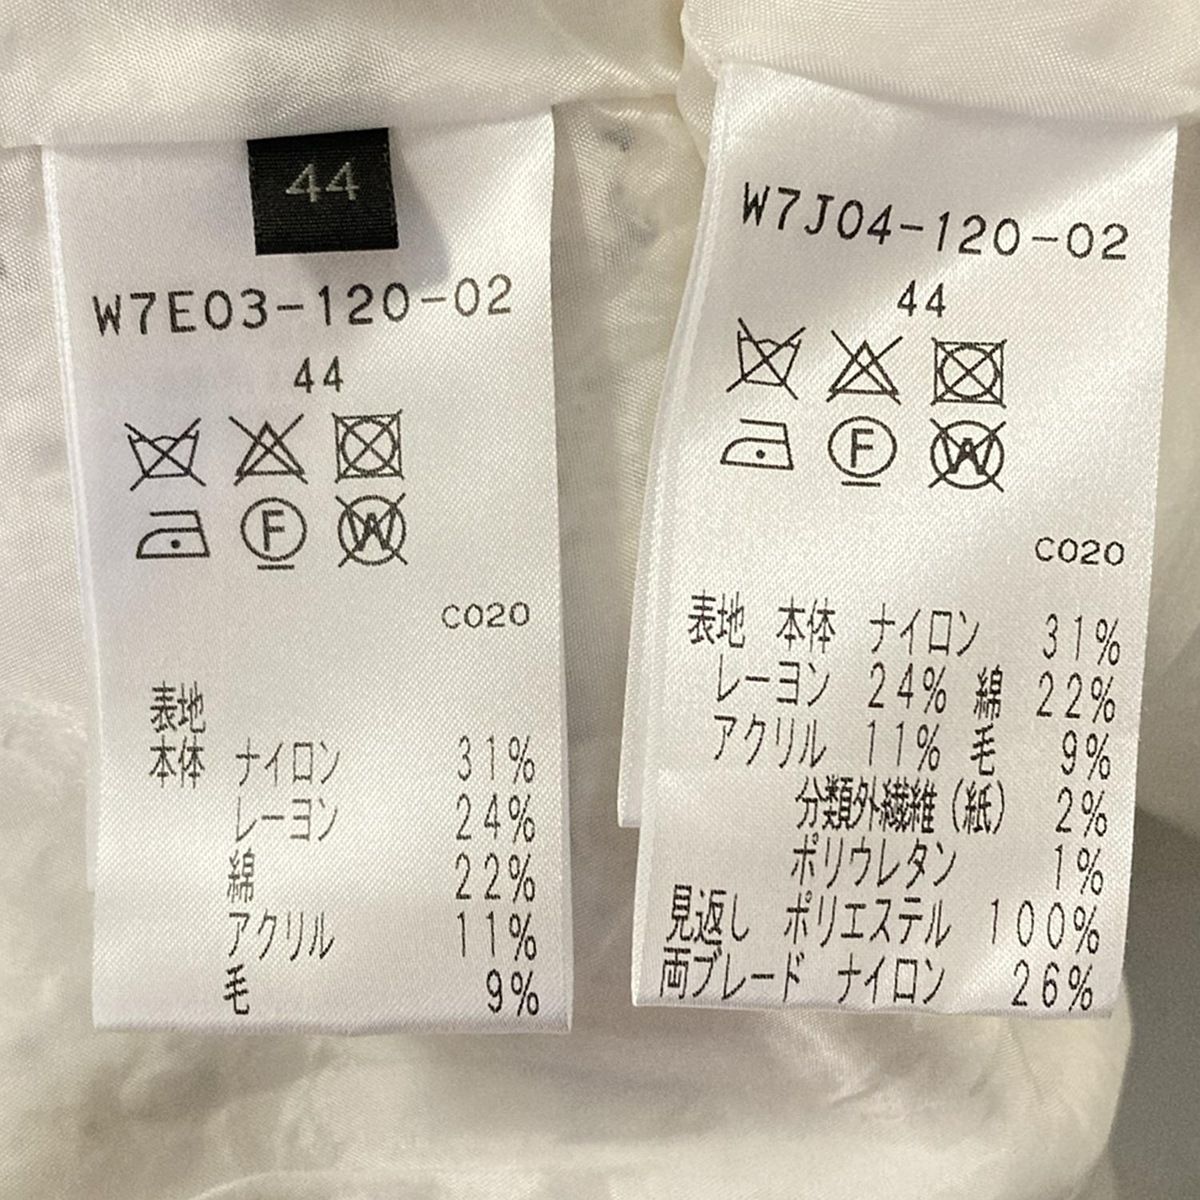 44
W7E03-120-02
44
F W
C020
表地
本体 ナイロン 31%
レーヨン 24%
綿 22%
アクリル 11%
毛 9%
W7J04-120-02
44
F W
C020
表地 本体 ナイロン 31%
レーヨン 24% 綿 22%
アクリル 11% 毛 9%
分類外繊維(紙) 2%
ポリウレタン 1%
見返し ポリエステル 100%
両ブレード ナイロン 26%